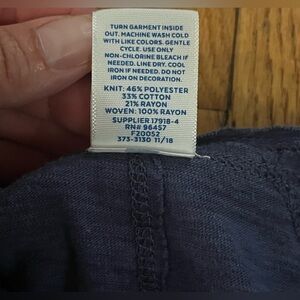 TURN GARMENT INSIDE
OUT. MACHINE WASH COLD
WITH LIKE COLORS. GENTLE
CYCLE. USE ONLY
NON-CHLORINE BLEACH IF
NEEDED. LINE DRY. COOL
IRON IF NEEDED. DO NOT
IRON ON DECORATION.
KNIT: 46% POLYESTER
33% COTTON
21% RAYON
WOVEN: 100% RAYON
SUPPLIER 17918-4
RN# 96457
F20052
373-3130 11/18